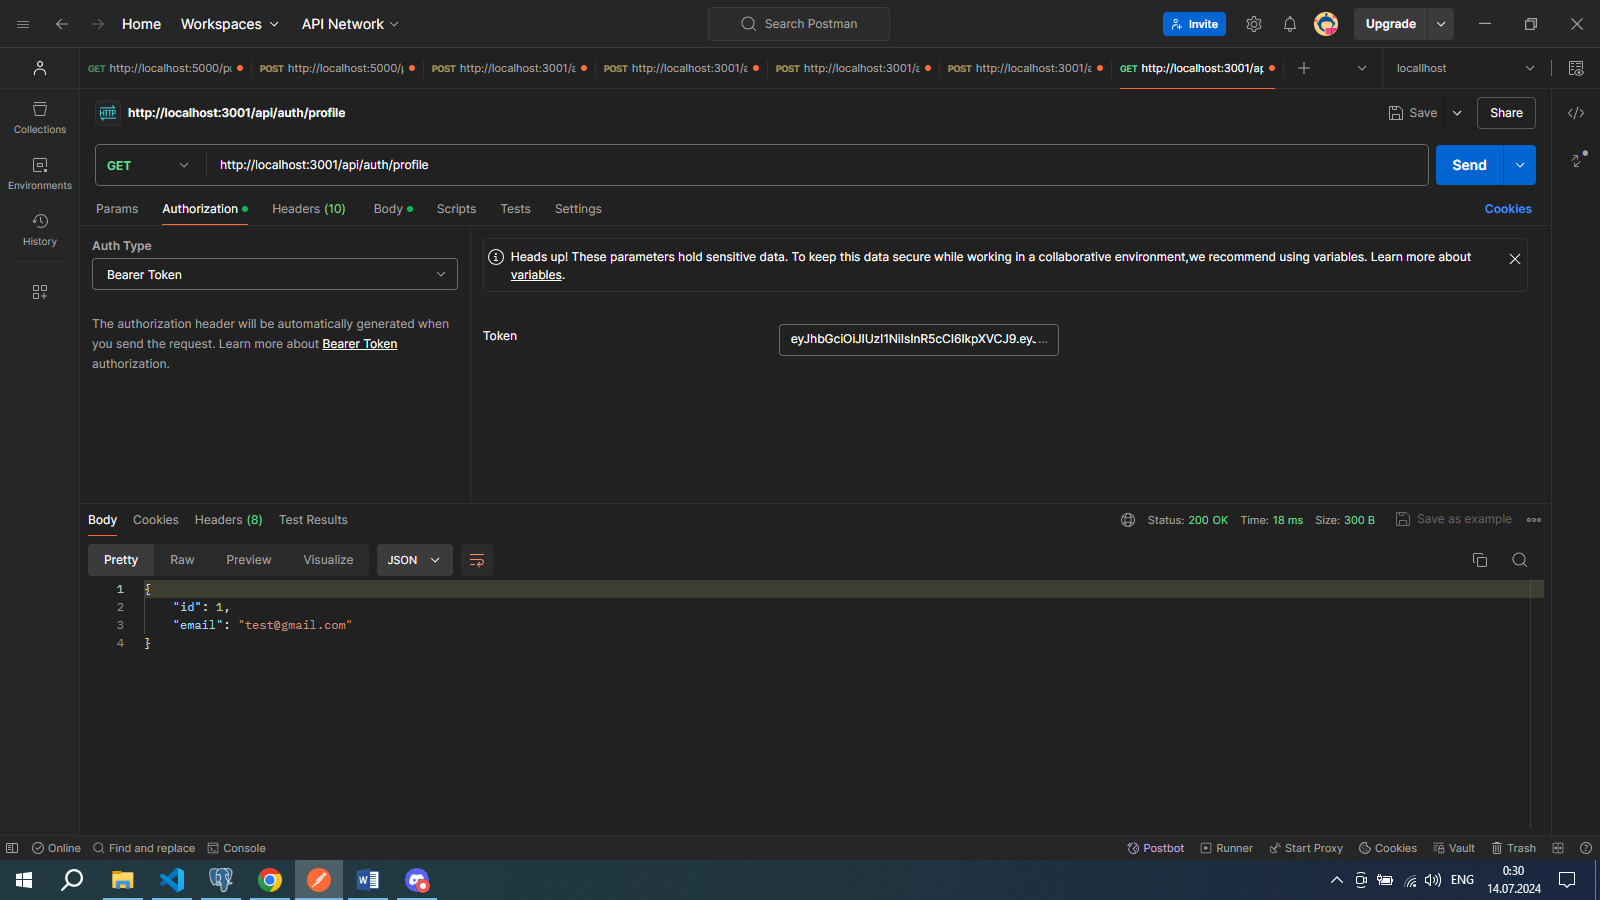 Home Workspaces API Network Search Postman Invite Upgrade
GET http://localhost:5000/p POST http://localhost:5000/ POST http://localhost:3001/a POST http://localhost:3001/a POST http://localhost:3001/a POST http://localhost:3001/a GET http://localhost:3001/ap locallhost
HTTP http://localhost:3001/api/auth/profile Save Share
GET http://localhost:3001/api/auth/profile Send
Params Authorization Headers (10) Body Scripts Tests Settings Cookies
Collections
Environments
History
Auth Type
Bearer Token
The authorization header will be automatically generated when
you send the request. Learn more about Bearer Token
authorization.
Heads up! These parameters hold sensitive data. To keep this data secure while working in a collaborative environment,we recommend using variables. Learn more about
variables.
Token
eyJhbGciOiJIUzI1NiIsInR5cCI6IkpXVCJ9.ey. ...
Body Cookies Headers (8) Test Results Status: 200 OK Time: 18 ms Size: 300 B Save as example
Pretty Raw Preview Visualize JSON
1 {
2 "id": 1,
3 "email": "test@gmail.com"
4 }
Online Find and replace Console Postbot Runner Start Proxy Cookies Vault Trash
ENG 0:30
14.07.2024